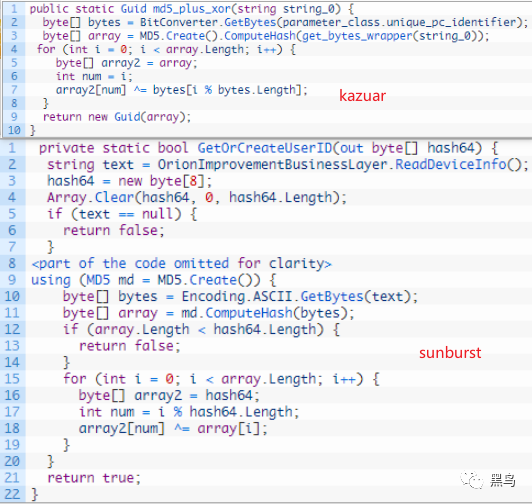 1 public static Guid md5_plus_xor(string string_0) {
2 byte[] bytes = BitConverter.GetBytes(parameter_class.unique_pc_identifier);
3 byte[] array = MD5.Create().ComputeHash(get_bytes_wrapper(string_0));
4 for (int i = 0; i < array.Length; i++) {
5 byte[] array2 = array;
6 int num = i;
7 array2[num] ^= bytes[i % bytes.Length];
8 }
kazuar
9 return new Guid(array);
10 }
1 private static bool GetOrCreateUserID(out byte[] hash64) {
2 string text = OrionImprovementBusinessLayer.ReadDeviceInfo();
3 hash64 = new byte[8];
4 Array.Clear(hash64, 0, hash64.Length);
5 if (text == null) {
6 return false;
7 }
8 <part of the code omitted for clarity>
9 using (MD5 md = MD5.Create()) {
10 byte[] bytes = Encoding.ASCII.GetBytes(text);
11 byte[] array = md.ComputeHash(bytes);
12 if (array.Length < hash64.Length) {
13 return false;
14 }
sunburst
15 for (int i = 0; i < array.Length; i++) {
16 byte[] array2 = hash64;
17 int num = i % hash64.Length;
18 array2[num] ^= array[i];
19 }
20 }
21 return true;
22 }
黑鸟